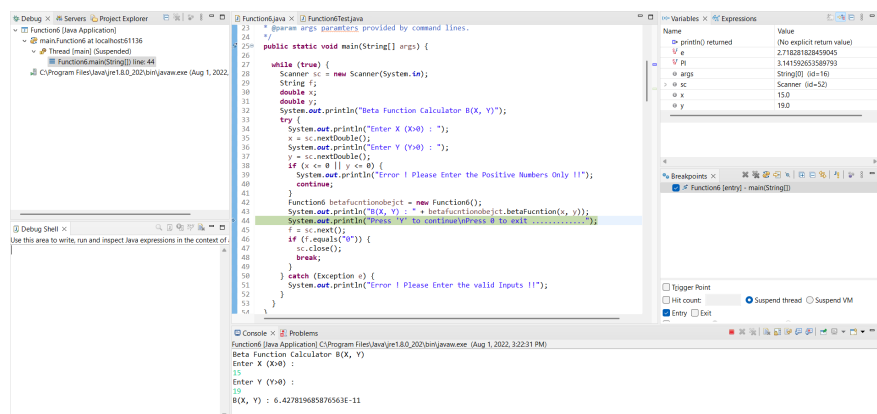 Debug
Servers
Project Explorer
Function6 [Java Application]
main.Function6 at localhost:61136
Thread [main] (Suspended)
Function6.main(String[]) line: 44
C:\Program Files\Java\jre1.8.0_202\bin\javaw.exe (Aug 1, 2022,
Debug Shell
Use this area to write, run and inspect Java expressions in the context of
Function6.java
Function6Test.java
23 * @param args paramters provided by command lines.
24 */
25 public static void main(String[] args) {
26
27 while (true) {
28 Scanner sc = new Scanner(System.in);
29 String f;
30 double x;
31 double y;
32 System.out.println("Beta Function Calculator B(X, Y)");
33 try {
34 System.out.println("Enter X (X>0) : ");
35 x = sc.nextDouble();
36 System.out.println("Enter Y (Y>0) : ");
37 y = sc.nextDouble();
38 if (x <= 0 || y <= 0) {
39 System.out.println("Error ! Please Enter the Positive Numbers Only !!");
40 continue;
41 }
42 Function6 betafucntionobejct = new Function6();
43 System.out.println("B(X, Y) : " + betafucntionobejct.betaFucntion(x, y));
44 System.out.println("Press 'Y' to continue\nPress 0 to exit .............");
45 f = sc.next();
46 if (f.equals("0")) {
47 sc.close();
48 break;
49 }
50 } catch (Exception e) {
51 System.out.println("Error ! Please Enter the valid Inputs !!");
52 }
53 }
54 }
Console
Problems
Function6 [Java Application] C:\Program Files\Java\jre1.8.0_202\bin\javaw.exe (Aug 1, 2022, 3:22:31 PM)
Beta Function Calculator B(X, Y)
Enter X (X>0) :
15
Enter Y (Y>0) :
19
B(X, Y) : 6.427819685876563E-11
Variables
Expressions
Name Value
println() returned (No explicit return value)
e 2.718281828459045
PI 3.141592653589793
args String[0] (id=16)
sc Scanner (id=52)
x 15.0
y 19.0
Breakpoints
Function6 [entry] - main(String[])
Trigger Point
Hit count: Suspend thread Suspend VM
Entry Exit